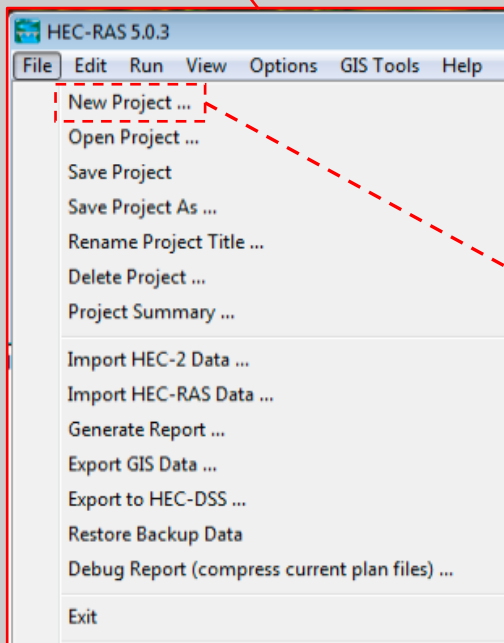 HEC-RAS 5.0.3
File Edit Run View Options GIS Tools Help
New Project ...
Open Project ...
Save Project
Save Project As ...
Rename Project Title ...
Delete Project ...
Project Summary ...
Import HEC-2 Data ...
Import HEC-RAS Data ...
Generate Report ...
Export GIS Data ...
Export to HEC-DSS ...
Restore Backup Data
Debug Report (compress current plan files) ...
Exit